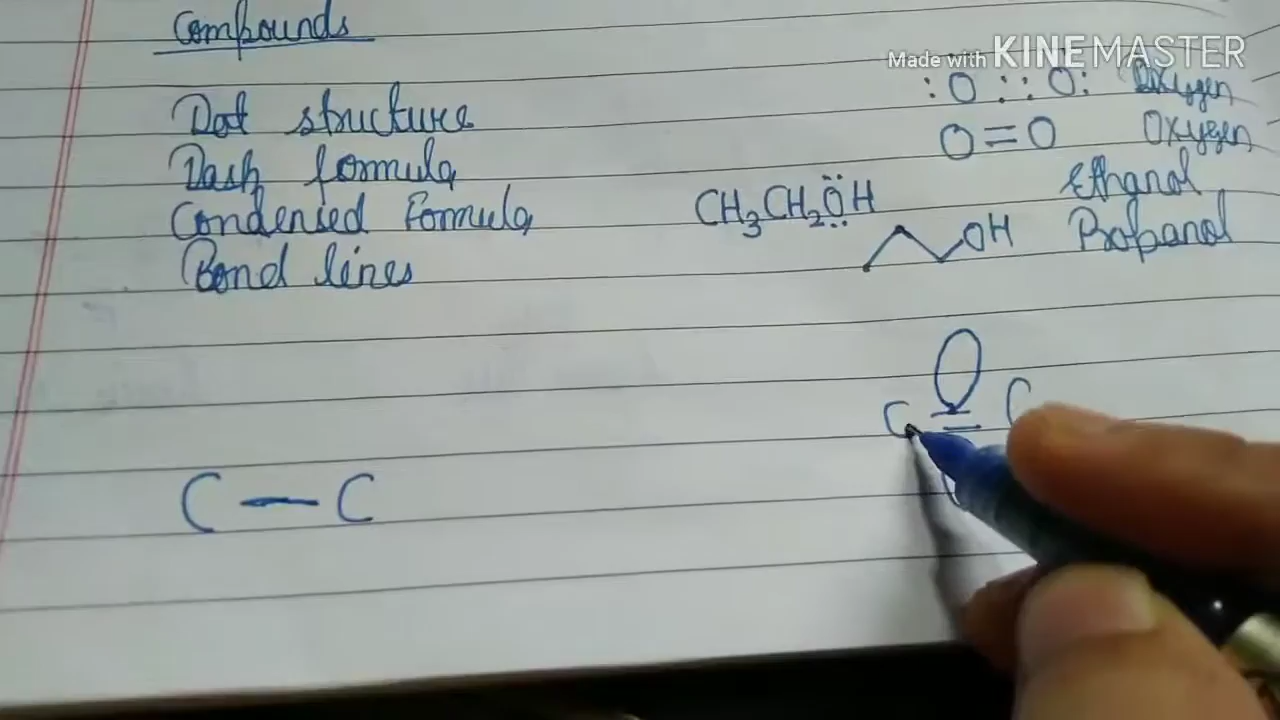 Compounds
Made with KINEMASTER
Dot structure :O::O: Oxygen
O=O Oxygen
Dash formula
Condensed Formula CH3CH2ÖH Ethanol
Bond lines OH Propanol
C C
C — C